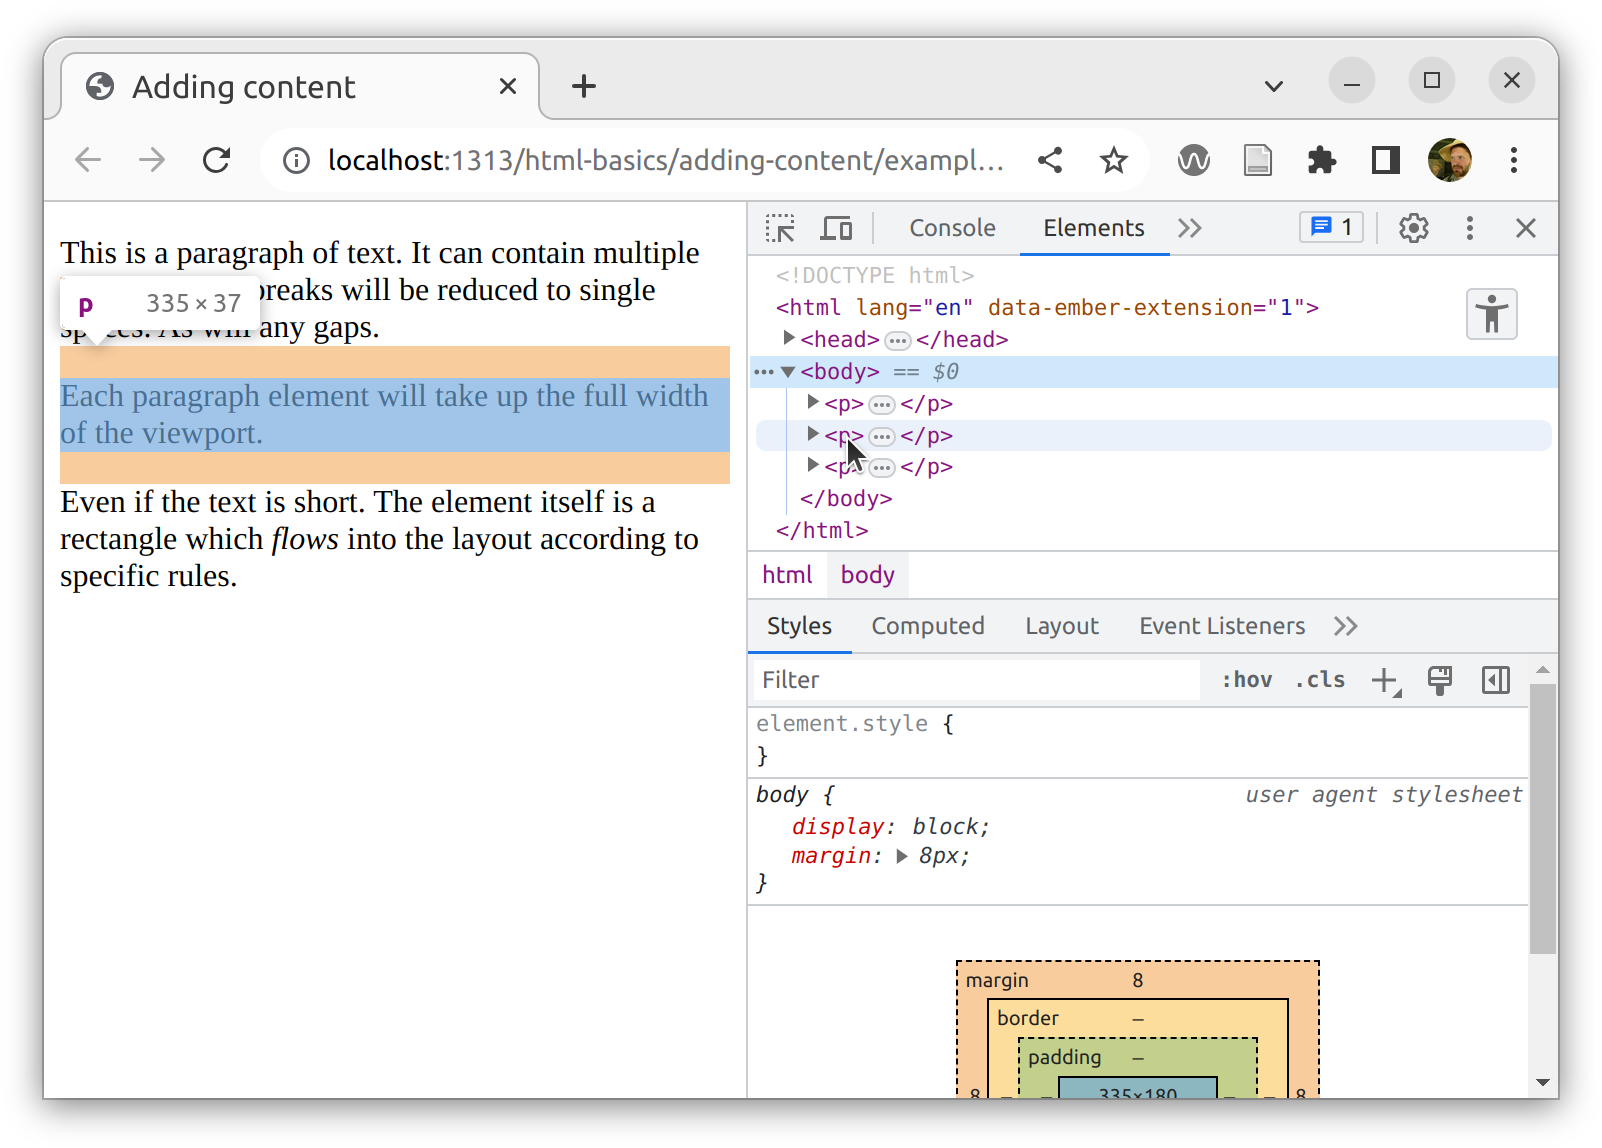 Adding content
localhost:1313/html-basics/adding-content/exampl...
This is a paragraph of text. It can contain multiple
breaks will be reduced to single
spaces. As will any gaps.
p 335 × 37
Each paragraph element will take up the full width
of the viewport.
Even if the text is short. The element itself is a
rectangle which flows into the layout according to
specific rules.
Console Elements 1
<!DOCTYPE html>
<html lang="en" data-ember-extension="1">
<head>…</head>
<body> == $0
<p>…</p>
<p>…</p>
<p>…</p>
</body>
</html>
html body
Styles Computed Layout Event Listeners
Filter :hov .cls
element.style {
}
body { user agent stylesheet
display: block;
margin: 8px;
}
margin 8
border –
padding –
8 – – 335×180 – – 8